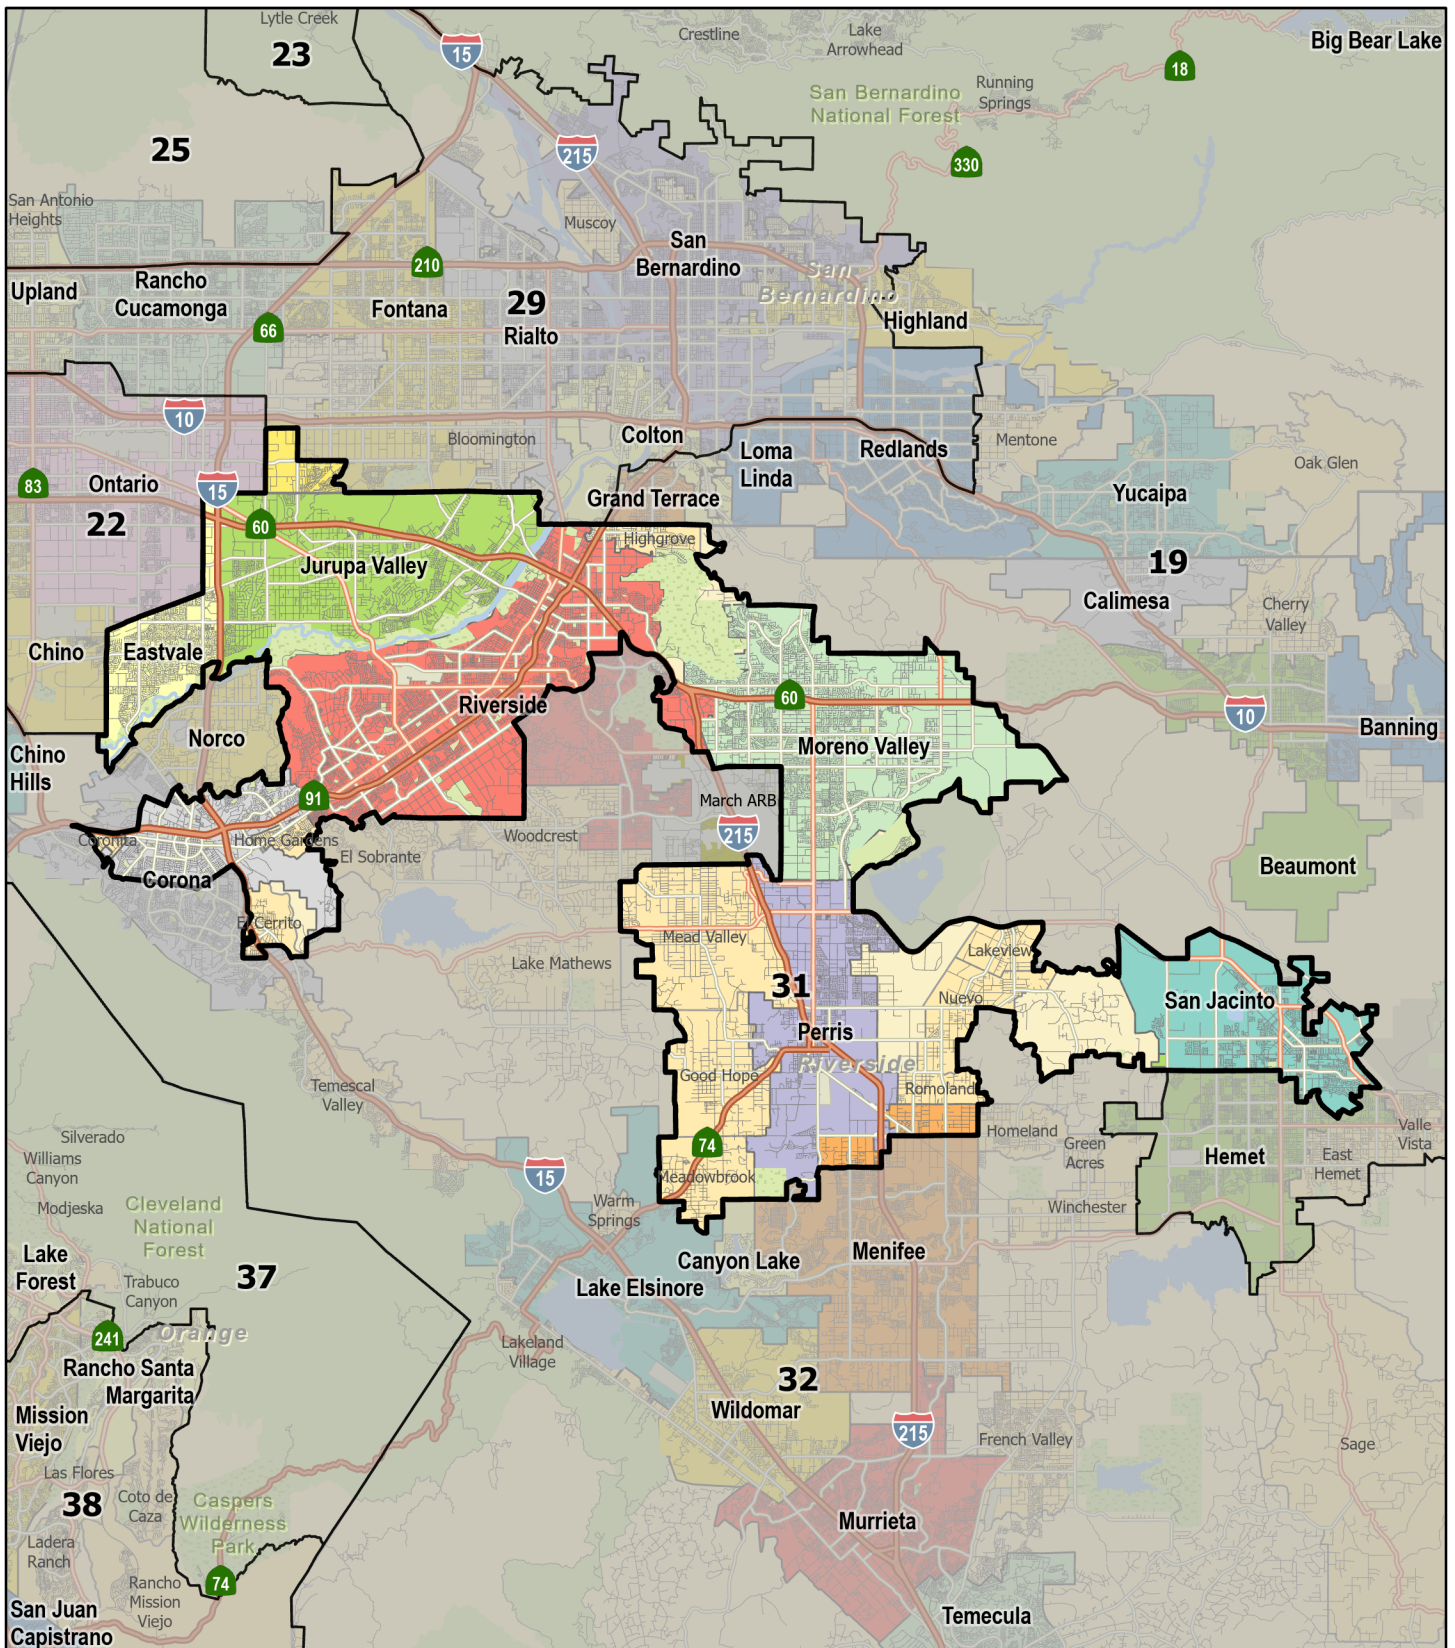 Lytle Creek
23
15
Crestline
Lake
Arrowhead
Big Bear Lake
18
Running
Springs
San Bernardino
National Forest
25
215
330
San Antonio
Heights
Muscoy
San
Bernardino
210
San
Bernardino
Upland
Rancho
Cucamonga
Fontana
29
Rialto
Highland
66
10
Bloomington
Colton
Loma
Linda
Redlands
Mentone
Oak Glen
83
Ontario
15
Grand Terrace
Yucaipa
22
60
Highgrove
Jurupa Valley
19
Calimesa
Cherry
Valley
Chino
Eastvale
60
Riverside
10
Norco
Banning
Chino
Hills
Moreno Valley
91
March ARB
215
Coronita
Home Gardens
Woodcrest
El Sobrante
Corona
Beaumont
El Cerrito
Mead Valley
Lakeview
Lake Mathews
31
Nuevo
San Jacinto
Perris
Riverside
Good Hope
Romoland
Temescal
Valley
Silverado
74
Homeland
Green
Acres
Valle
Vista
Williams
Canyon
15
Meadowbrook
Hemet
East
Hemet
Modjeska
Cleveland
National
Forest
Warm
Springs
Winchester
Lake
Forest
Canyon Lake
Menifee
Trabuco
Canyon
37
Lake Elsinore
241
Orange
Lakeland
Village
Rancho Santa
Margarita
32
Mission
Viejo
Wildomar
215
French Valley
Sage
Las Flores
38
Coto de
Caza
Caspers
Wilderness
Park
Murrieta
Ladera
Ranch
74
Rancho
Mission
Viejo
San Juan
Capistrano
Temecula